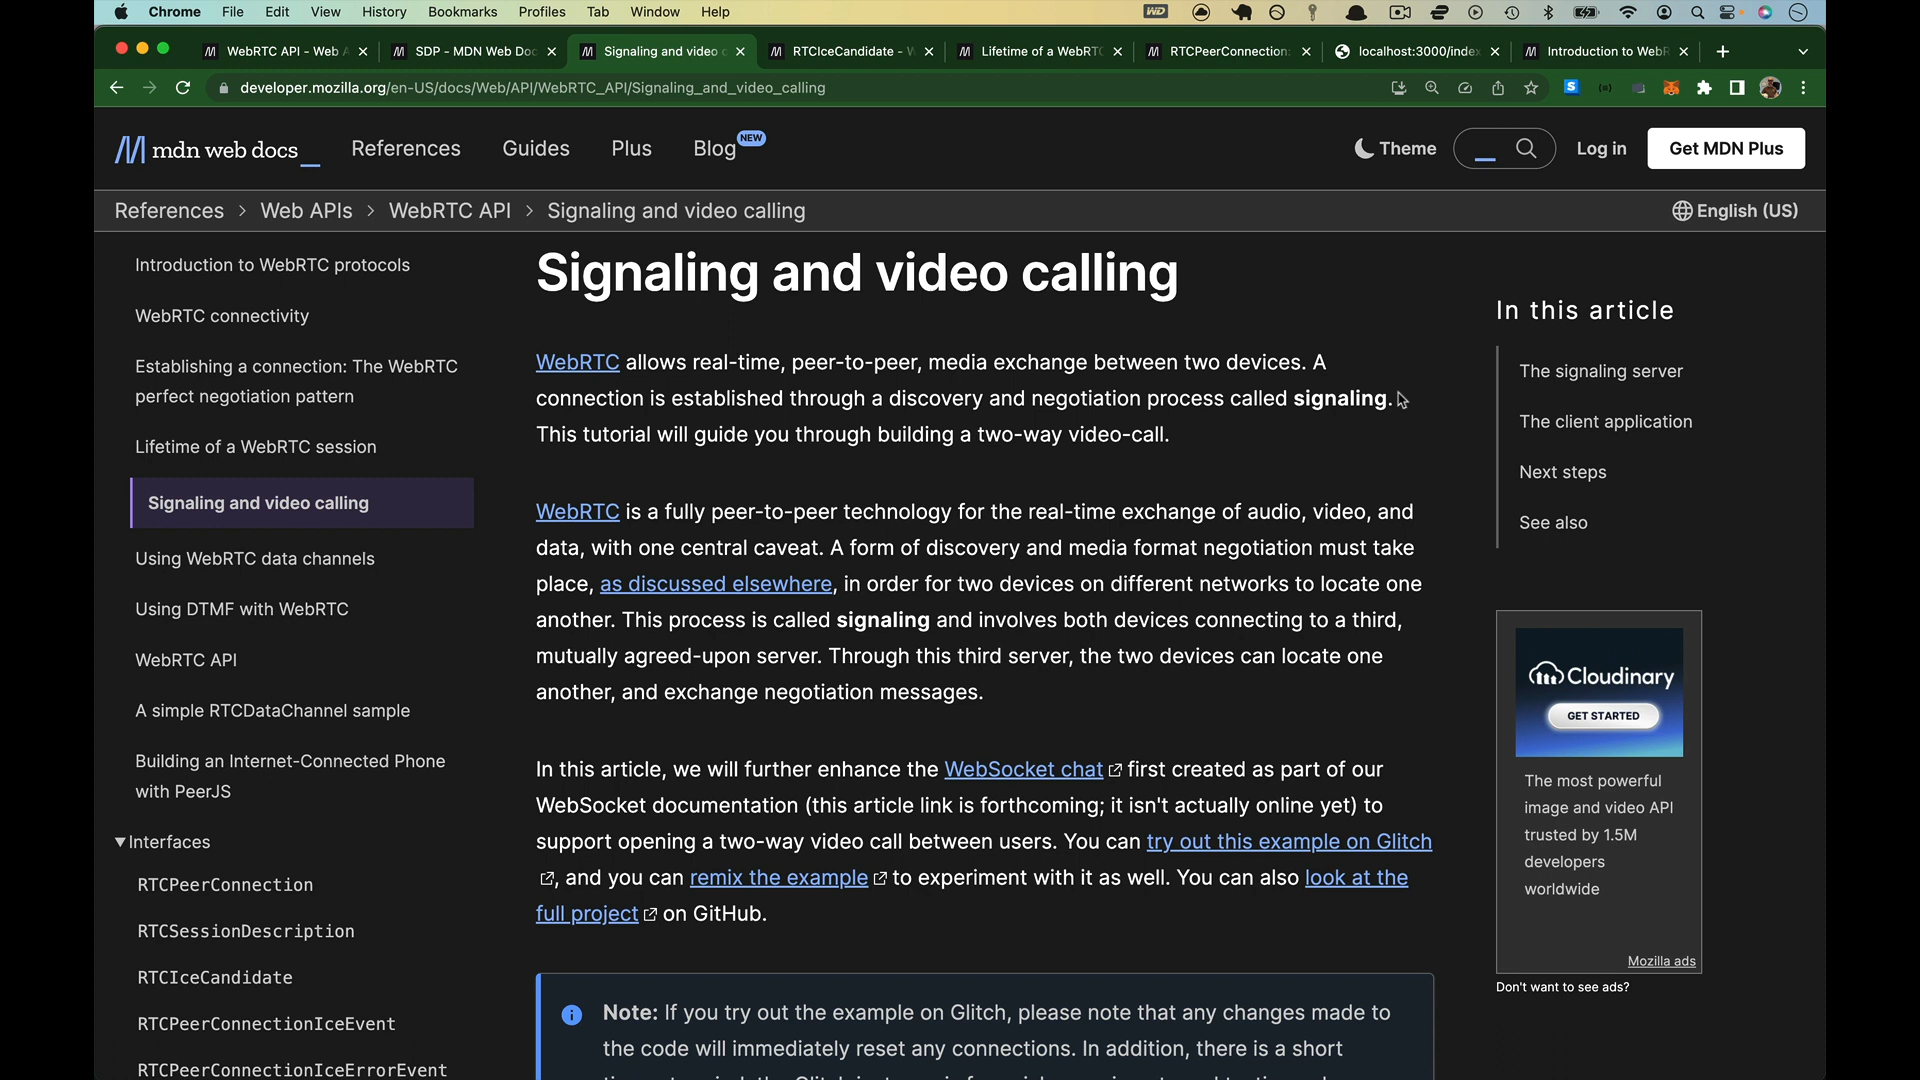 Chrome File Edit View History Bookmarks Profiles Tab Window Help
WD
WebRTC API - Web A
SDP - MDN Web Doc
Signaling and video c
RTCIceCandidate - W
Lifetime of a WebRTC
RTCPeerConnection:
localhost:3000/index
Introduction to WebR
developer.mozilla.org/en-US/docs/Web/API/WebRTC_API/Signaling_and_video_calling
mdn web docs_
References Guides Plus Blog NEW
Theme Log in Get MDN Plus
References > Web APIs > WebRTC API > Signaling and video calling
English (US)
Introduction to WebRTC protocols
WebRTC connectivity
Establishing a connection: The WebRTC
perfect negotiation pattern
Lifetime of a WebRTC session
Signaling and video calling
Using WebRTC data channels
Using DTMF with WebRTC
WebRTC API
A simple RTCDataChannel sample
Building an Internet-Connected Phone
with PeerJS
Interfaces
RTCPeerConnection
RTCSessionDescription
RTCIceCandidate
RTCPeerConnectionIceEvent
RTCPeerConnectionIceErrorEvent
Signaling and video calling
WebRTC allows real-time, peer-to-peer, media exchange between two devices. A
connection is established through a discovery and negotiation process called signaling.
This tutorial will guide you through building a two-way video-call.
WebRTC is a fully peer-to-peer technology for the real-time exchange of audio, video, and
data, with one central caveat. A form of discovery and media format negotiation must take
place, as discussed elsewhere, in order for two devices on different networks to locate one
another. This process is called signaling and involves both devices connecting to a third,
mutually agreed-upon server. Through this third server, the two devices can locate one
another, and exchange negotiation messages.
In this article, we will further enhance the WebSocket chat first created as part of our
WebSocket documentation (this article link is forthcoming; it isn't actually online yet) to
support opening a two-way video call between users. You can try out this example on Glitch
, and you can remix the example to experiment with it as well. You can also look at the
full project on GitHub.
Note: If you try out the example on Glitch, please note that any changes made to
the code will immediately reset any connections. In addition, there is a short
In this article
The signaling server
The client application
Next steps
See also
Cloudinary
GET STARTED
The most powerful
image and video API
trusted by 1.5M
developers
worldwide
Mozilla ads
Don't want to see ads?